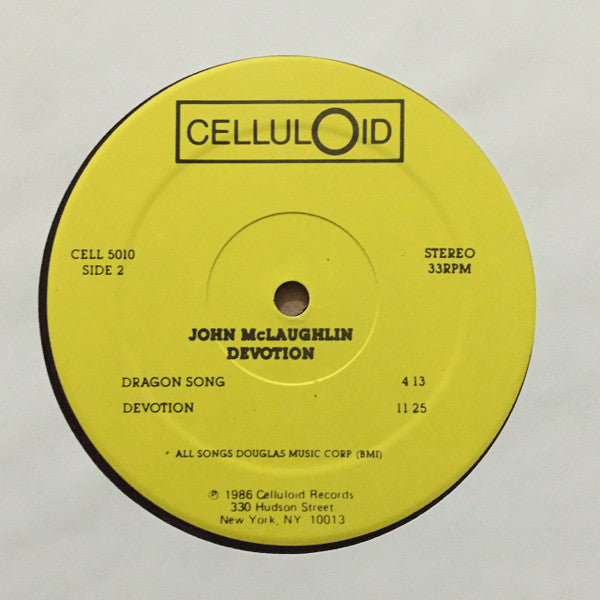 CELLULOID
CELL 5010
SIDE 2
STEREO
33RPM
JOHN McLAUGHLIN
DEVOTION
DRAGON SONG 4 13
DEVOTION 11 25
ALL SONGS DOUGLAS MUSIC CORP (BMI)
℗ 1986 Celluloid Records
330 Hudson Street
New York, NY 10013